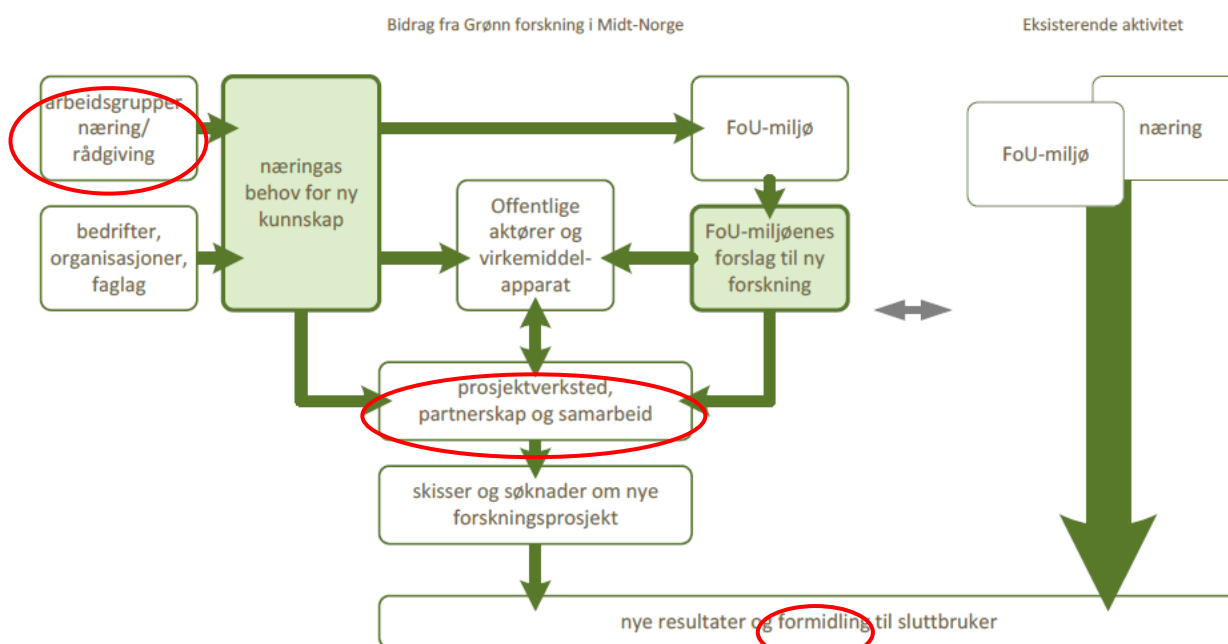 Bidrag fra Grønn forskning i Midt-Norge
Eksisterende aktivitet
arbeidsgrupper
næring/
rådgiving
bedrifter,
organisasjoner,
faglag
næringas
behov for ny
kunnskap
FoU-miljø
Offentlige
aktører og
virkemiddel-
apparat
FoU-miljøenes
forslag til ny
forskning
FoU-miljø
næring
prosjektverksted,
partnerskap og samarbeid
skisser og søknader om nye
forskningsprosjekt
nye resultater og formidling til sluttbruker